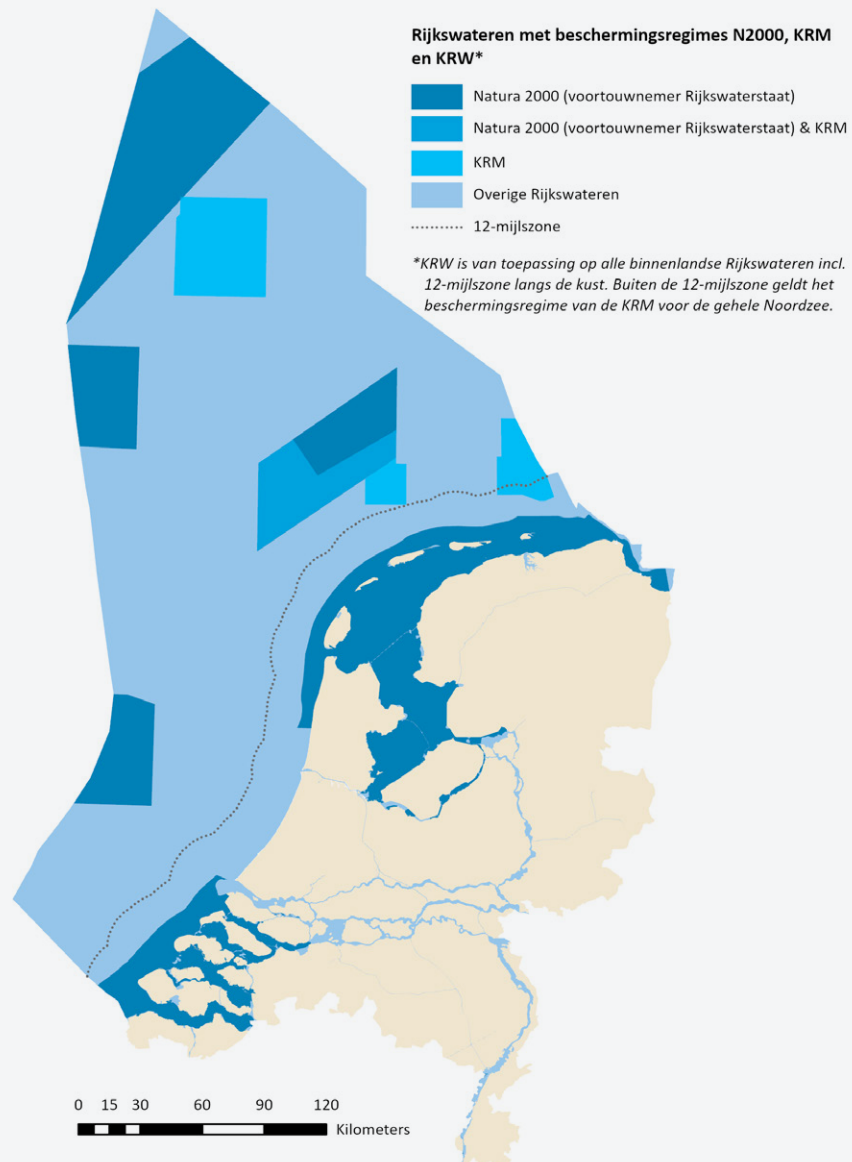 Rijkswateren met beschermingsregimes N2000, KRM
en KRW*
Natura 2000 (voortouwnemer Rijkswaterstaat)
Natura 2000 (voortouwnemer Rijkswaterstaat) & KRM
KRM
Overige Rijkswateren
12-mijlszone
*KRW is van toepassing op alle binnenlandse Rijkswateren incl.
12-mijlszone langs de kust. Buiten de 12-mijlszone geldt het
beschermingsregime van de KRM voor de gehele Noordzee.
0 15 30 60 90 120
Kilometers